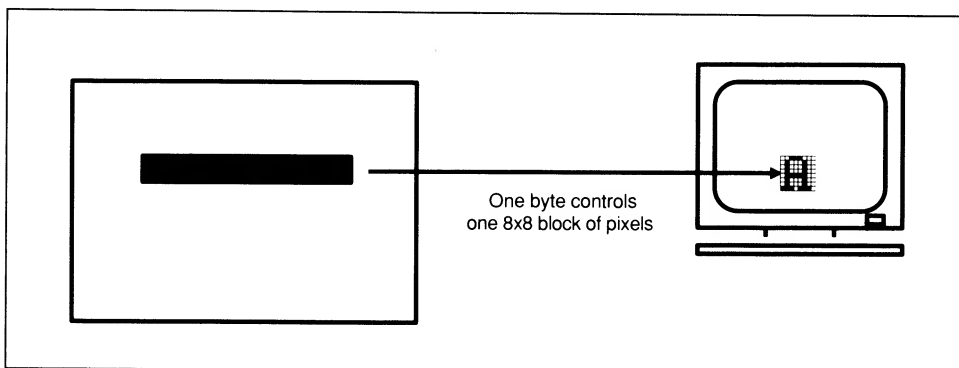 One byte controls
one 8x8 block of pixels
A